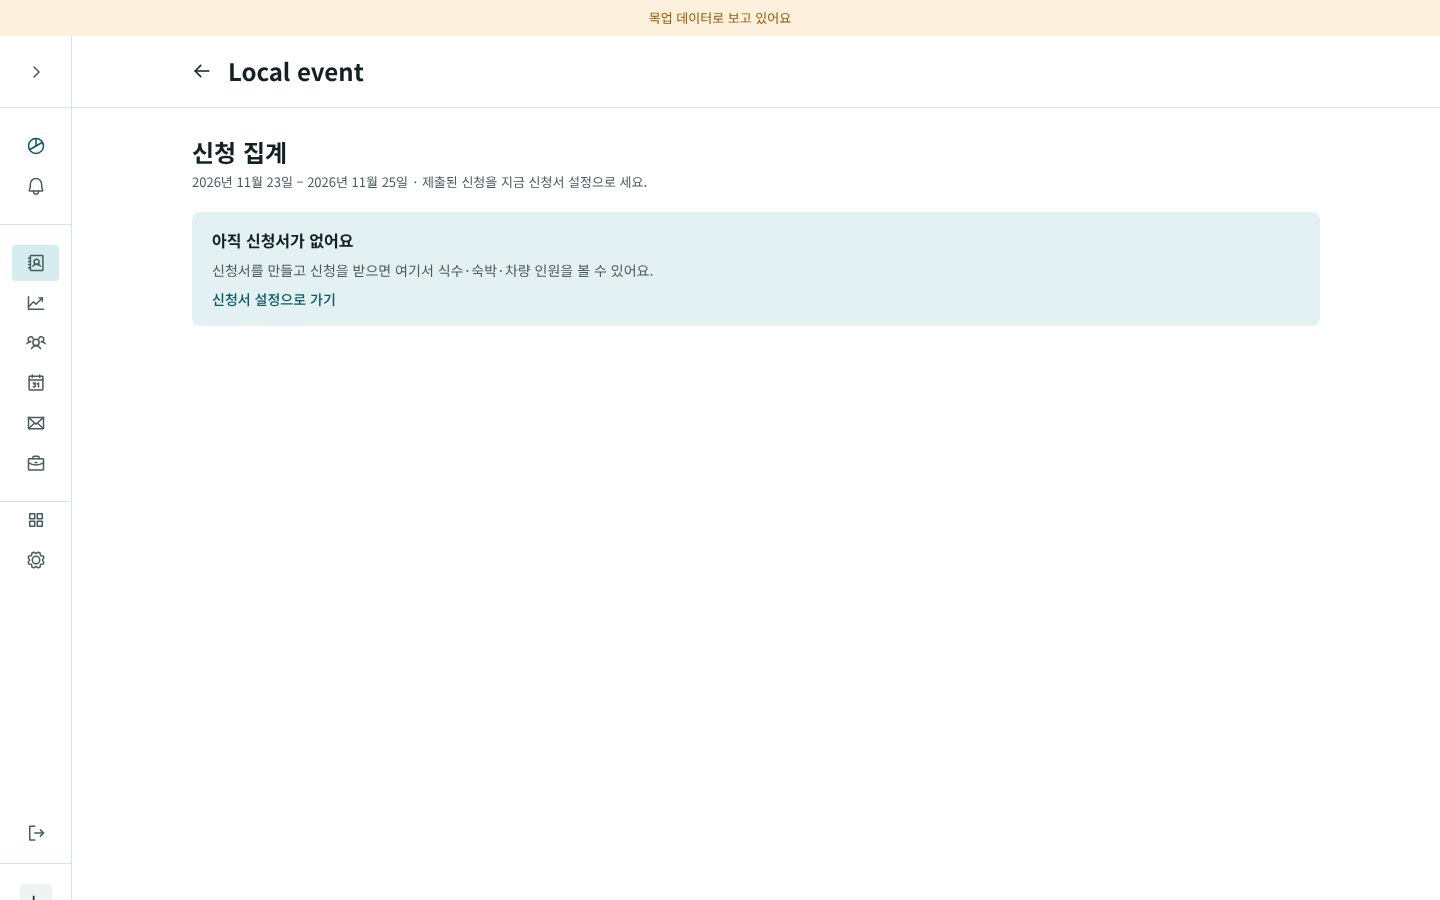 목업 데이터로 보고 있어요
Local event
신청 집계
2026년 11월 23일 – 2026년 11월 25일 · 제출된 신청을 지금 신청서 설정으로 세요.
아직 신청서가 없어요
신청서를 만들고 신청을 받으면 여기서 식수·숙박·차량 인원을 볼 수 있어요.
신청서 설정으로 가기
31